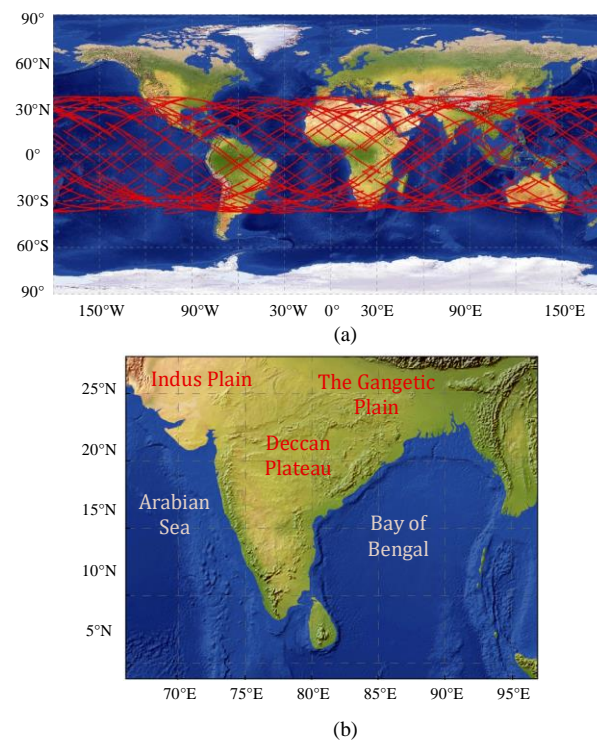 90°
60°N
30°N
0°
30°S
60°S
90°
150°W 90°W 30°W 0° 30°E 90°E 150°E
(a)
Indus Plain
The Gangetic
Plain
Deccan
Plateau
Arabian
Sea
Bay of
Bengal
25°N
20°N
15°N
10°N
5°N
70°E 75°E 80°E 85°E 90°E 95°E
(b)